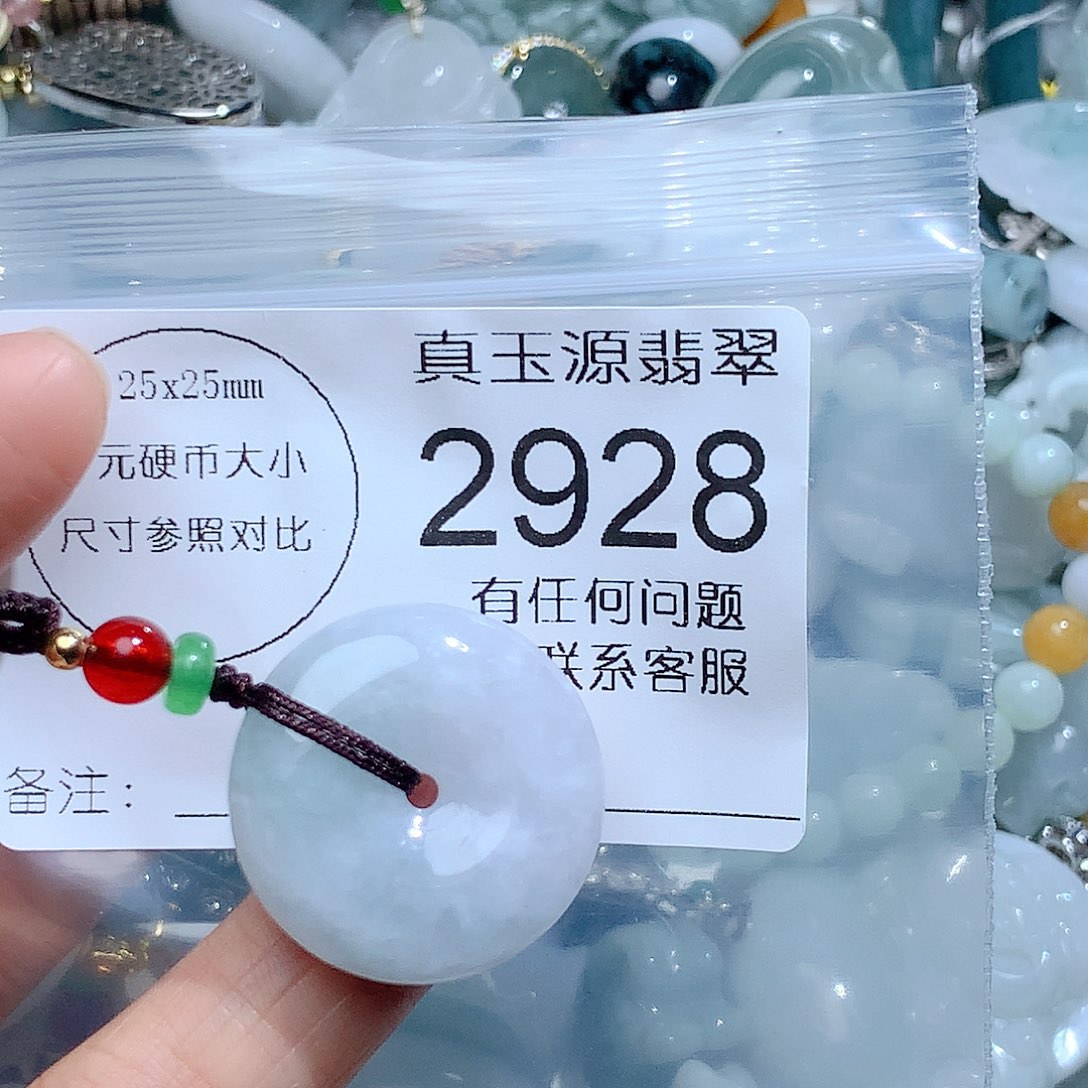 25x25mm
元硬币大小
尺寸参照对比
真玉源翡翠
2928
有任何问题
联系客服
备注：